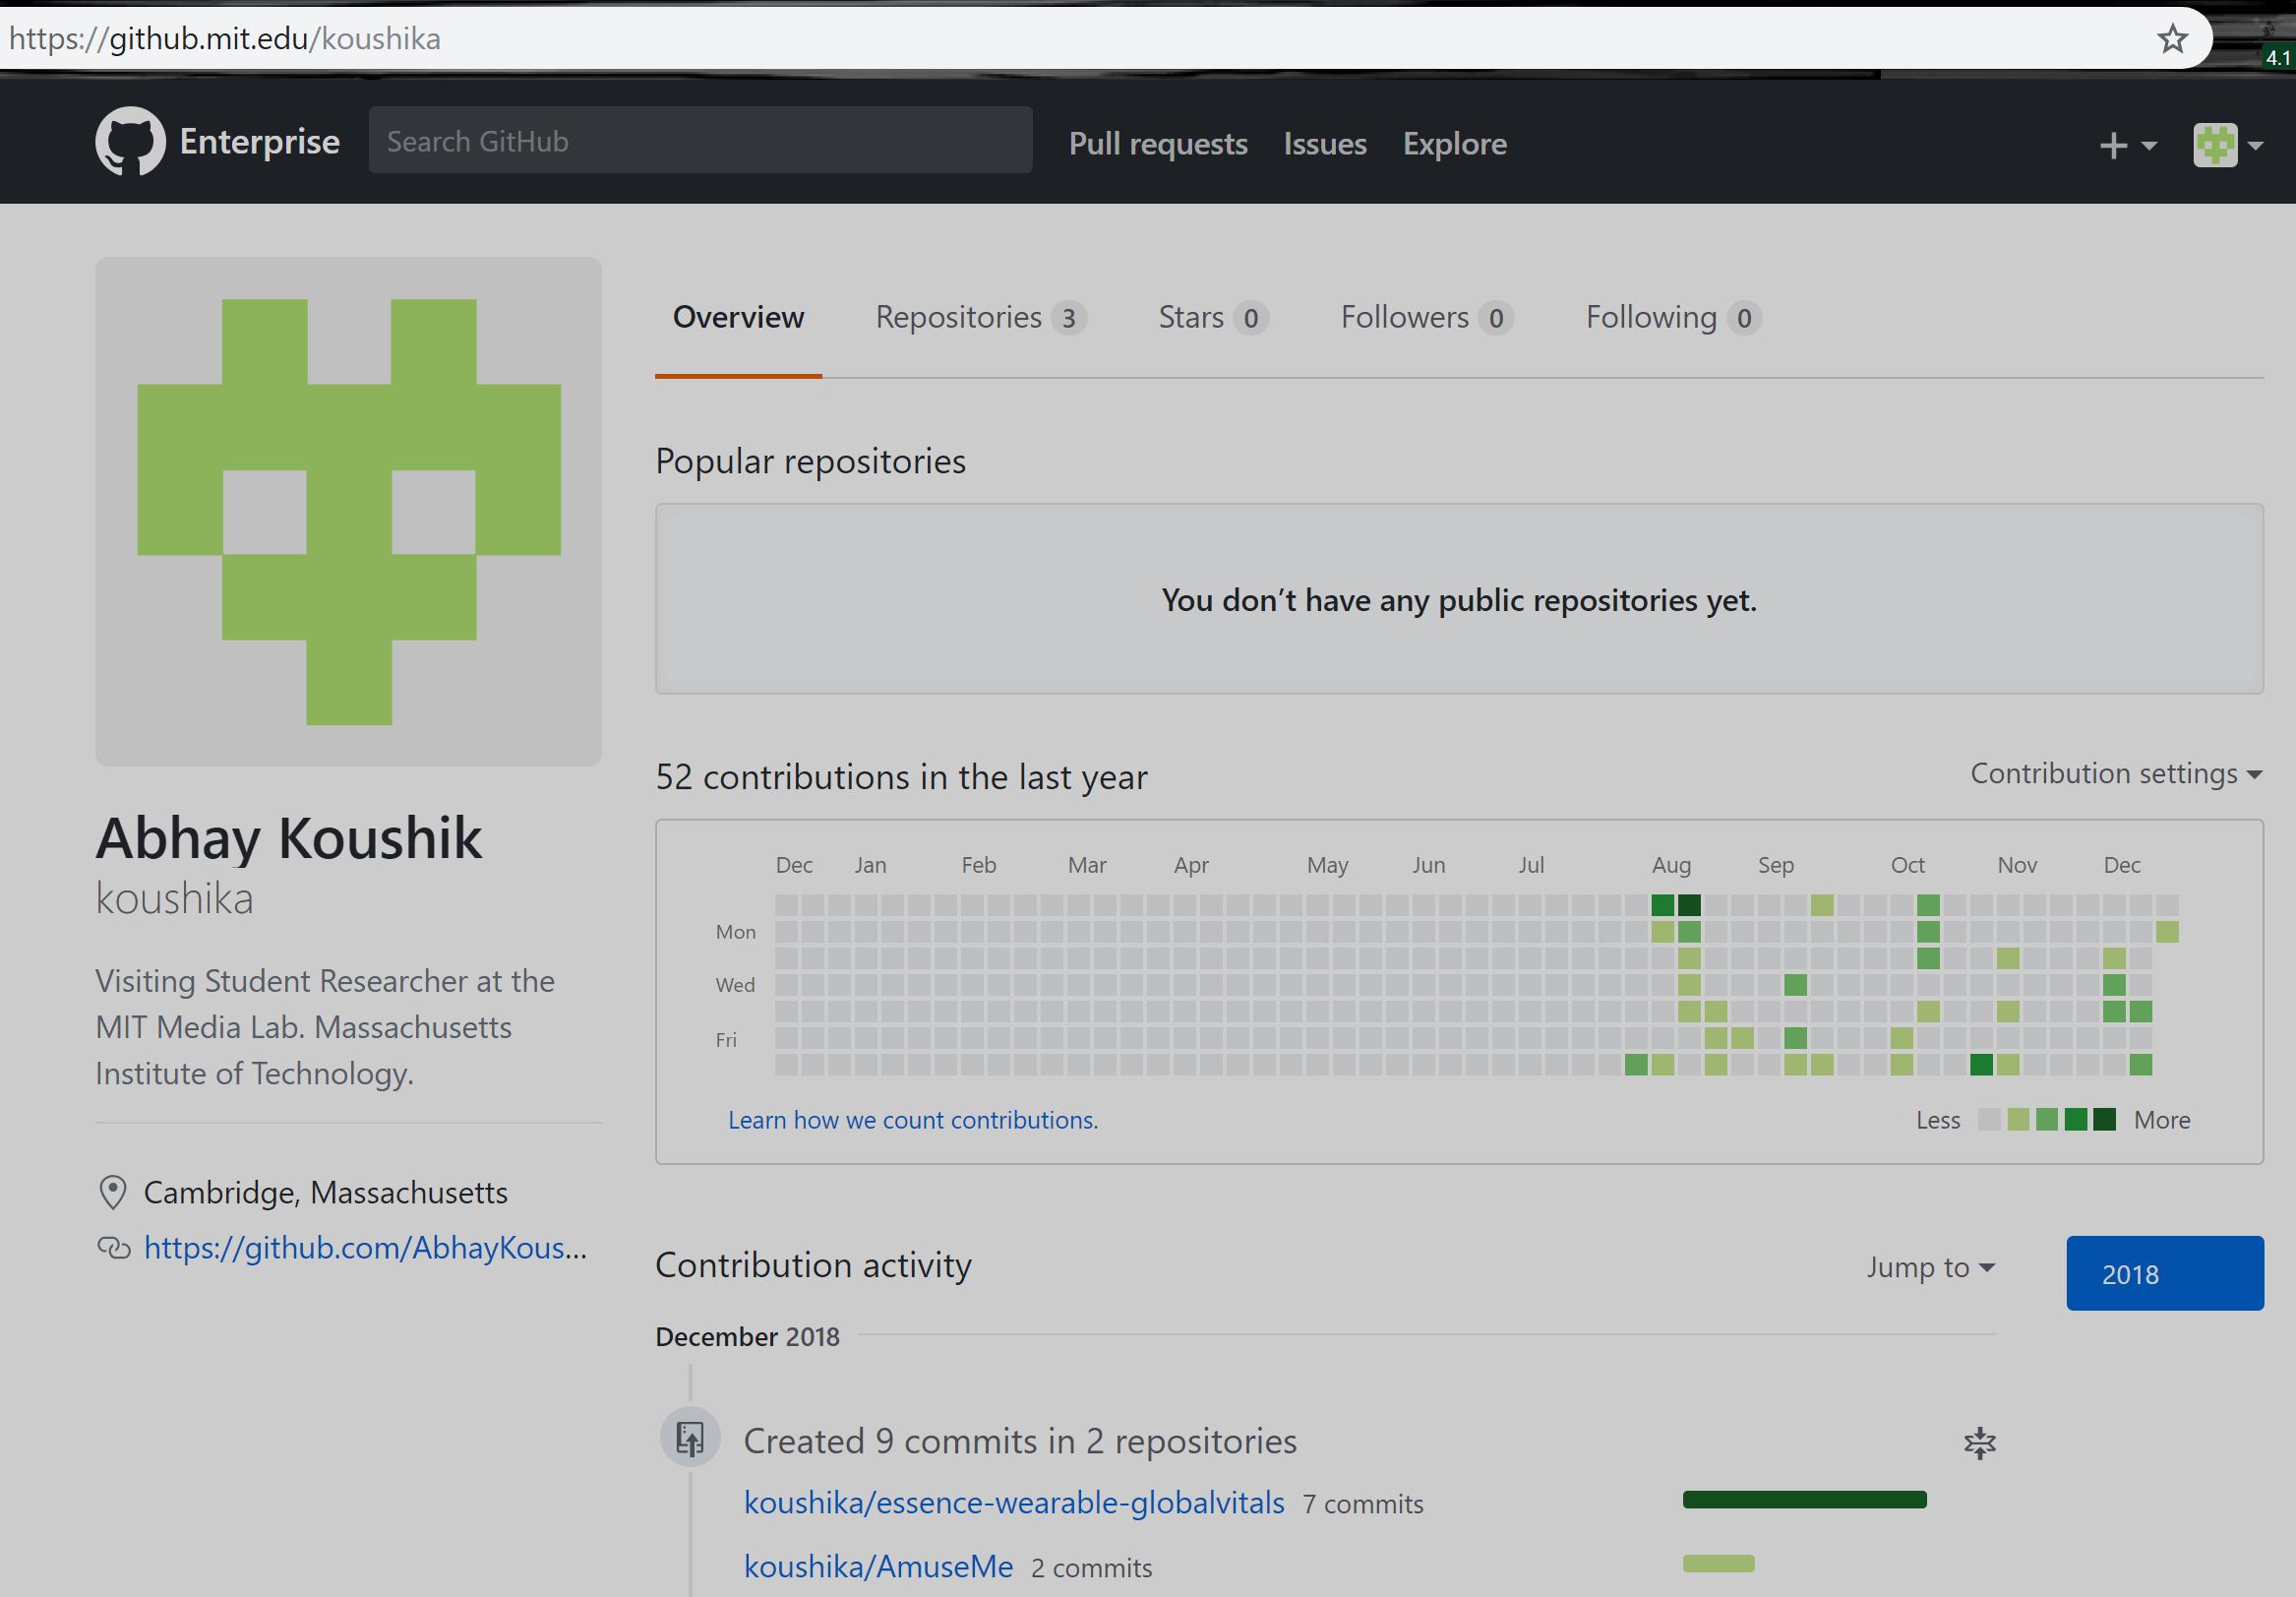 https://github.mit.edu/koushika
4.1
Enterprise
Search GitHub
Pull requests Issues Explore
Overview Repositories 3 Stars 0 Followers 0 Following 0
Popular repositories
You don’t have any public repositories yet.
52 contributions in the last year
Contribution settings
Abhay Koushik
koushika
Visiting Student Researcher at the
MIT Media Lab. Massachusetts
Institute of Technology.
Cambridge, Massachusetts
https://github.com/AbhayKous...
Dec Jan Feb Mar Apr May Jun Jul Aug Sep Oct Nov Dec
Mon
Wed
Fri
Learn how we count contributions.
Less More
Contribution activity
Jump to
2018
December 2018
Created 9 commits in 2 repositories
koushika/essence-wearable-globalvitals 7 commits
koushika/AmuseMe 2 commits